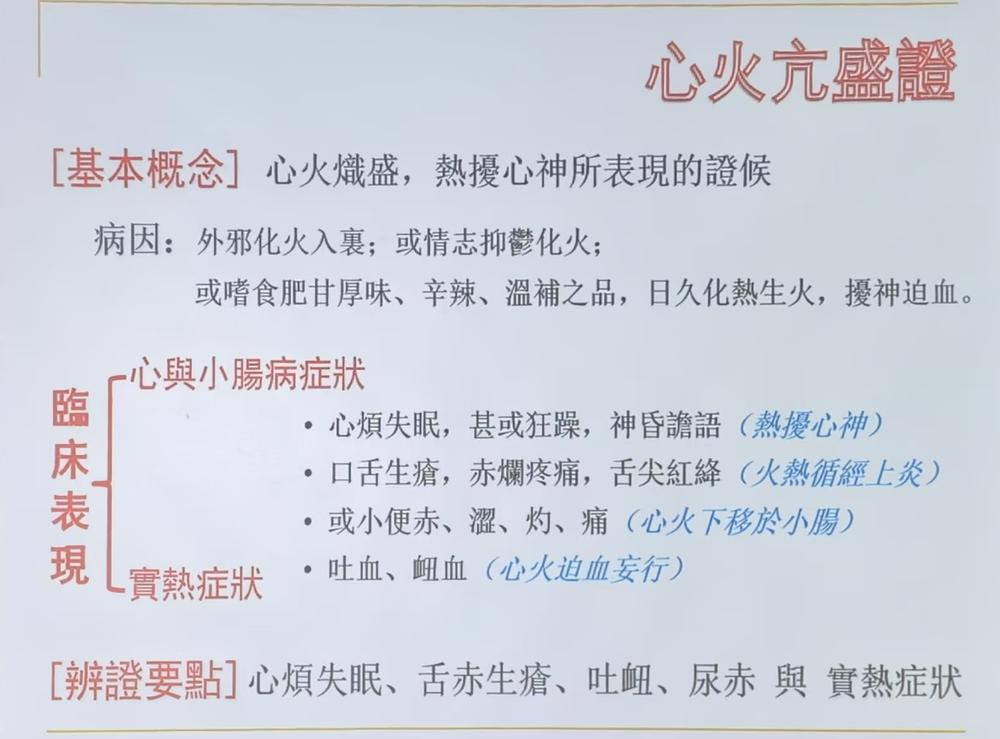 心火亢盛證
[基本概念] 心火熾盛，熱擾心神所表現的證候
病因：外邪化火入裏；或情志抑鬱化火；
或嗜食肥甘厚味、辛辣、溫補之品，日久化熱生火，擾神迫血。
臨床表現
心與小腸病症狀
• 心煩失眠，甚或狂躁，神昏譫語（熱擾心神）
• 口舌生瘡，赤爛疼痛，舌尖紅絳（火熱循經上炎）
• 或小便赤、澀、灼、痛（心火下移於小腸）
• 吐血、衄血（心火迫血妄行）
實熱症狀
[辨證要點] 心煩失眠、舌赤生瘡、吐衄、尿赤 與 實熱症狀